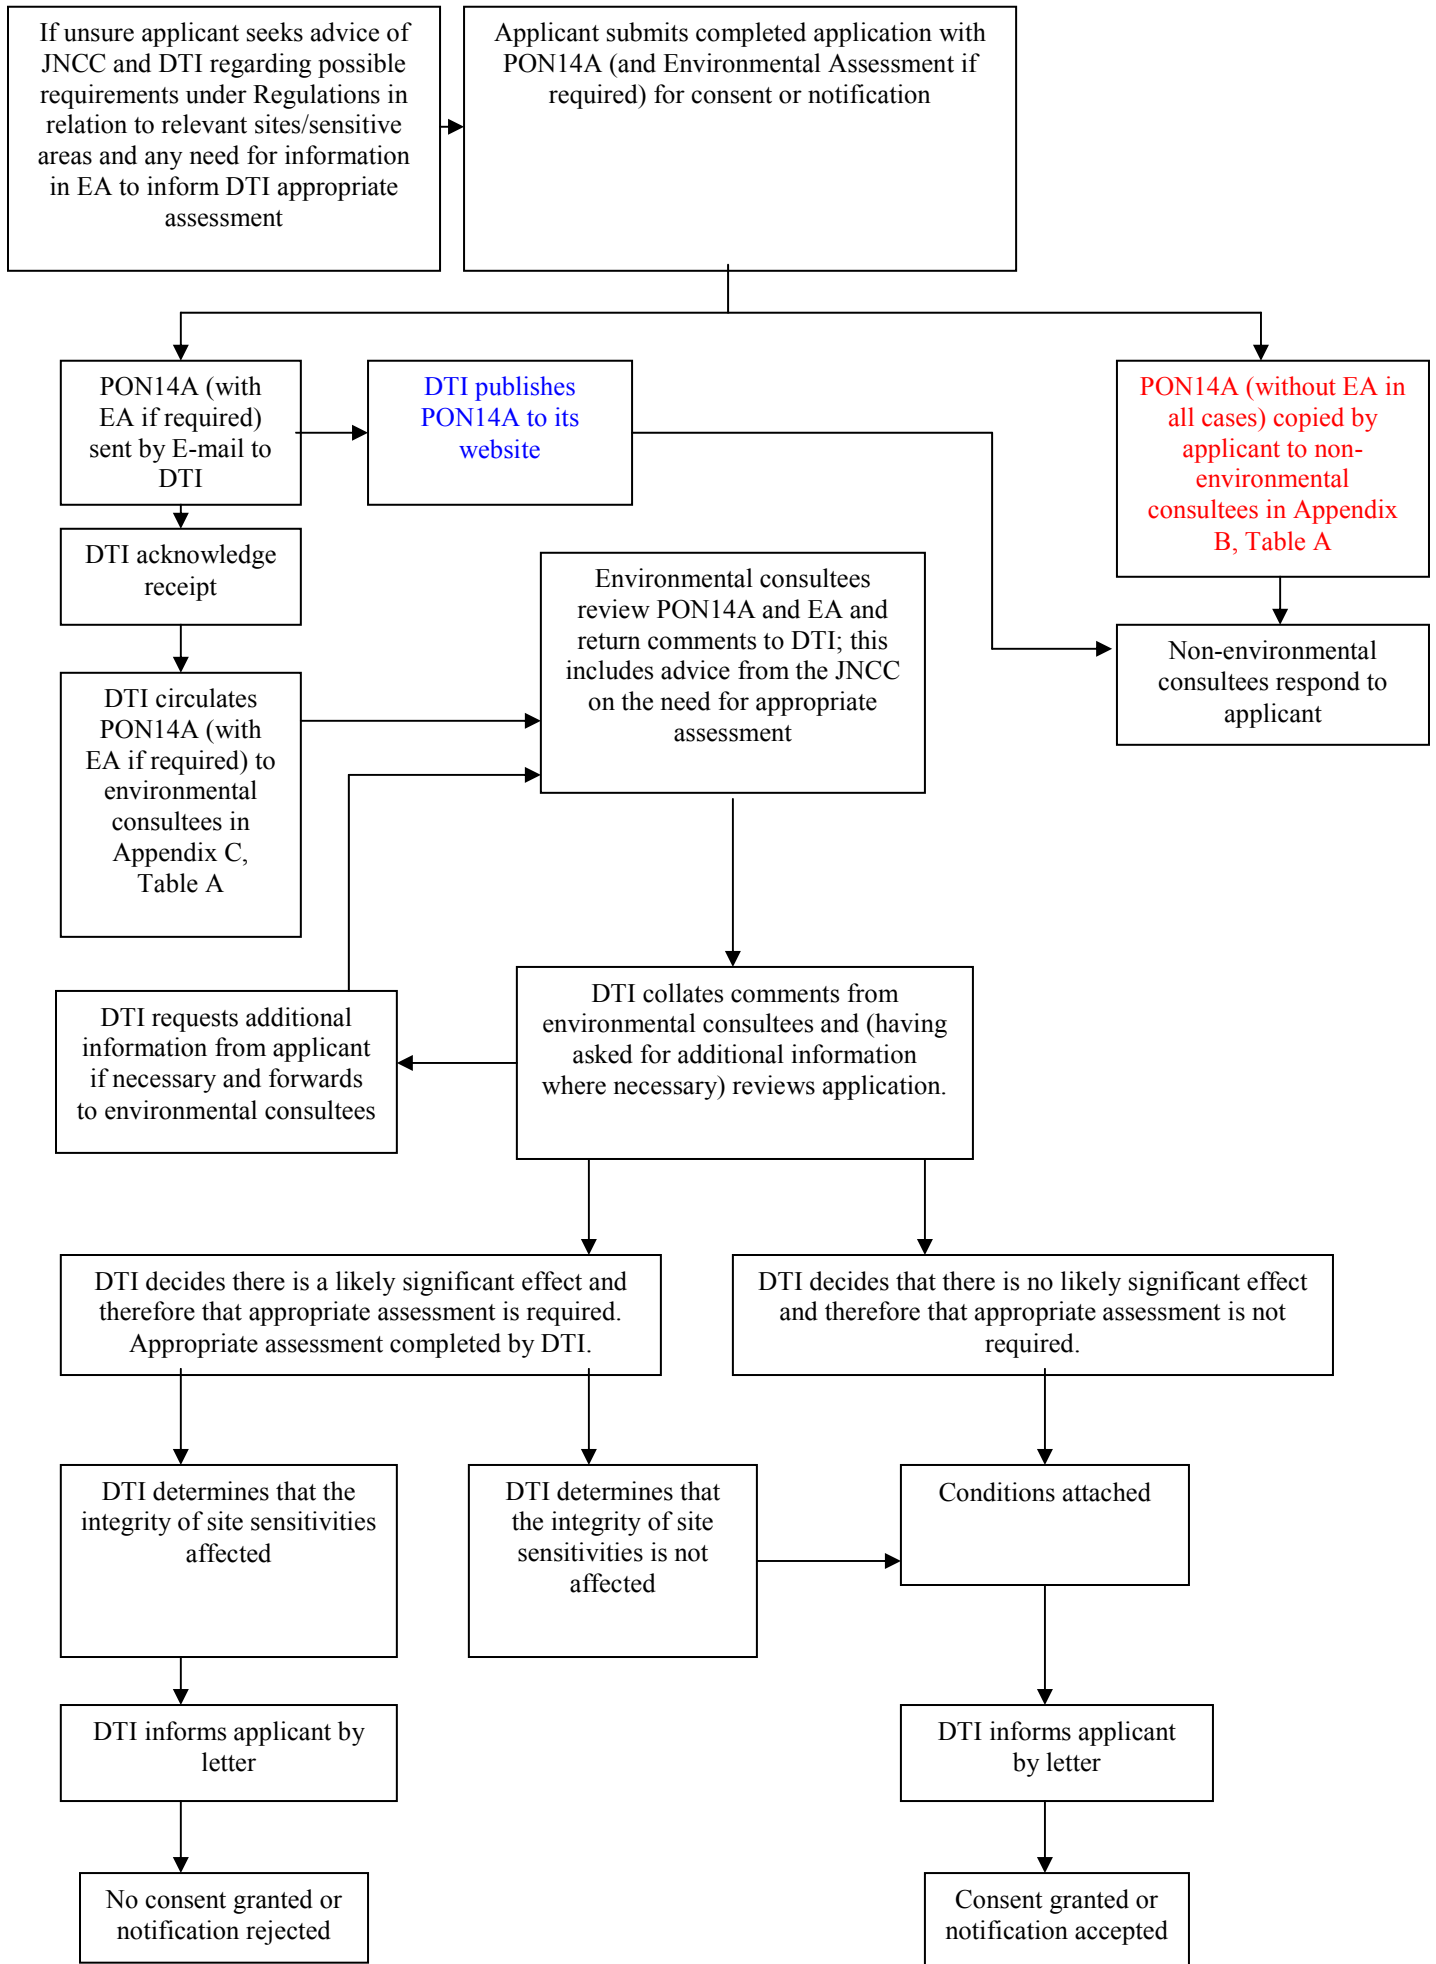 If unsure applicant seeks advice of
JNCC and DTI regarding possible
requirements under Regulations in
relation to relevant sites/sensitive
areas and any need for information
in EA to inform DTI appropriate
assessment
Applicant submits completed application with
PON14A (and Environmental Assessment if
required) for consent or notification
PON14A (with
EA if required)
sent by E-mail to
DTI
DTI publishes
PON14A to its
website
PON14A (without EA in
all cases) copied by
applicant to non-
environmental
consultees in Appendix
B, Table A
DTI acknowledge
receipt
Environmental consultees
review PON14A and EA and
return comments to DTI; this
includes advice from the JNCC
on the need for appropriate
assessment
Non-environmental
consultees respond to
applicant
DTI circulates
PON14A (with
EA if required) to
environmental
consultees in
Appendix C,
Table A
DTI requests additional
information from applicant
if necessary and forwards
to environmental consultees
DTI collates comments from
environmental consultees and (having
asked for additional information
where necessary) reviews application.
DTI decides there is a likely significant effect and
therefore that appropriate assessment is required.
Appropriate assessment completed by DTI.
DTI decides that there is no likely significant effect
and therefore that appropriate assessment is not
required.
DTI determines that the
integrity of site sensitivities
affected
DTI determines that
the integrity of site
sensitivities is not
affected
Conditions attached
DTI informs applicant by
letter
DTI informs applicant
by letter
No consent granted or
notification rejected
Consent granted or
notification accepted